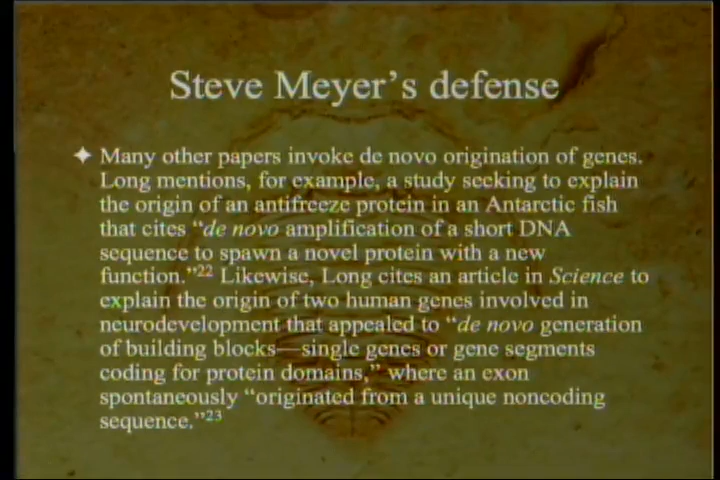 Steve Meyer's defense
✦ Many other papers invoke de novo origination of genes.
Long mentions, for example, a study seeking to explain
the origin of an antifreeze protein in an Antarctic fish
that cites “de novo amplification of a short DNA
sequence to spawn a novel protein with a new
function.”22 Likewise, Long cites an article in Science to
explain the origin of two human genes involved in
neurodevelopment that appealed to “de novo generation
of building blocks—single genes or gene segments
coding for protein domains,” where an exon
spontaneously “originated from a unique noncoding
sequence.”23